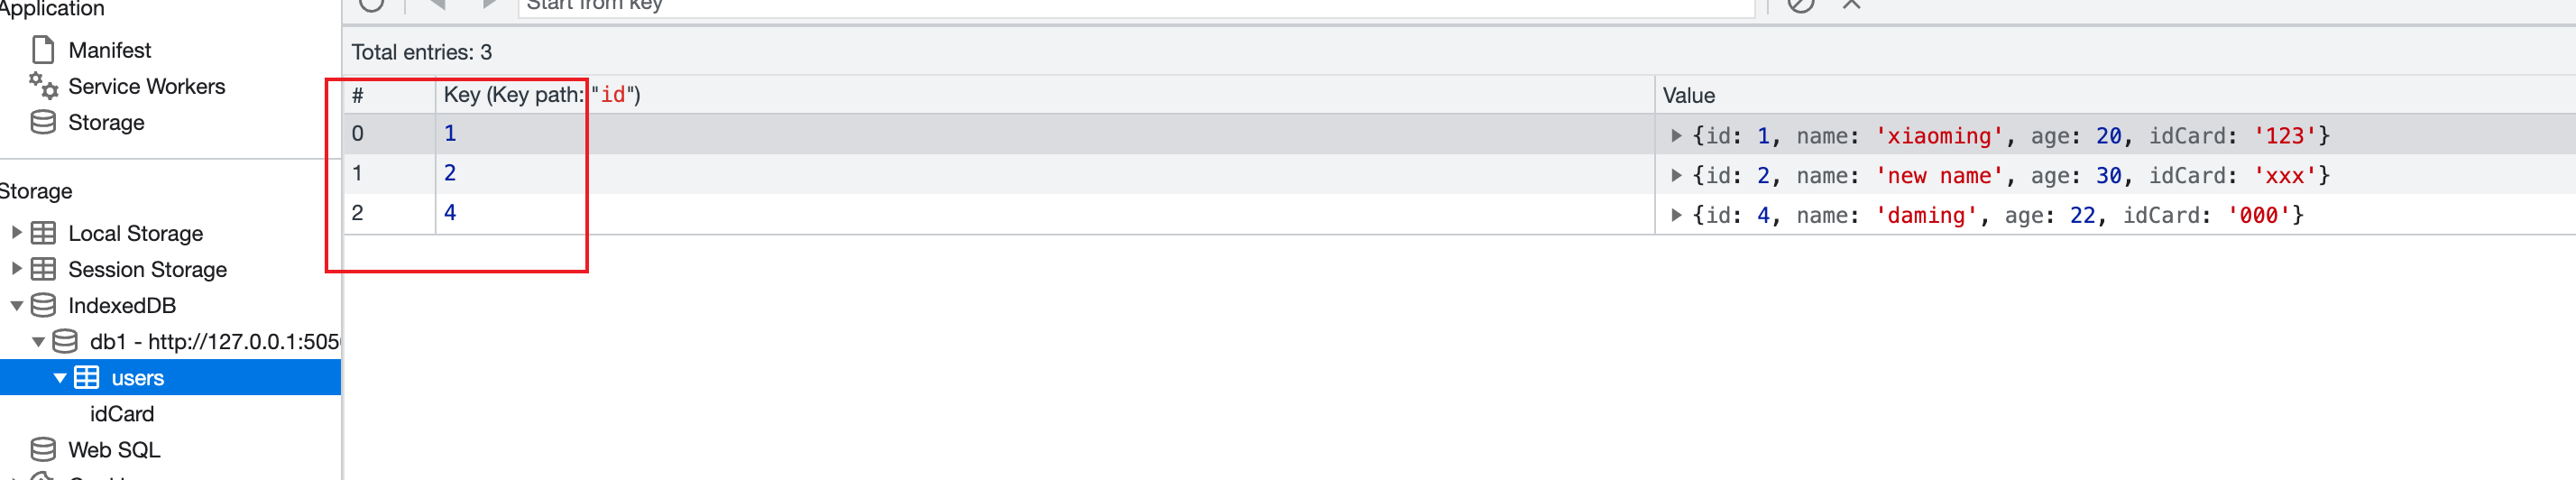 Application
Manifest
Service Workers
Storage
Storage
Local Storage
Session Storage
IndexedDB
db1 - http://127.0.0.1:505
users
idCard
Web SQL
Start from key
Total entries: 3
# Key (Key path: "id") Value
0 1 {id: 1, name: 'xiaoming', age: 20, idCard: '123'}
1 2 {id: 2, name: 'new name', age: 30, idCard: 'xxx'}
2 4 {id: 4, name: 'daming', age: 22, idCard: '000'}